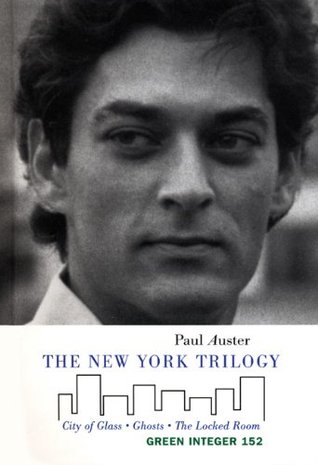 Paul Auster
THE NEW YORK TRILOGY
City of Glass • Ghosts • The Locked Room
GREEN INTEGER 152